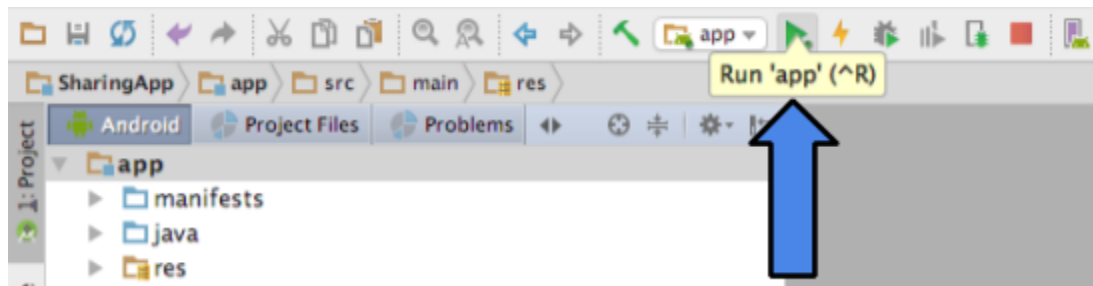 app
Run 'app' (^R)
SharingApp app src main res
Android Project Files Problems
1: Project
app
manifests
java
res